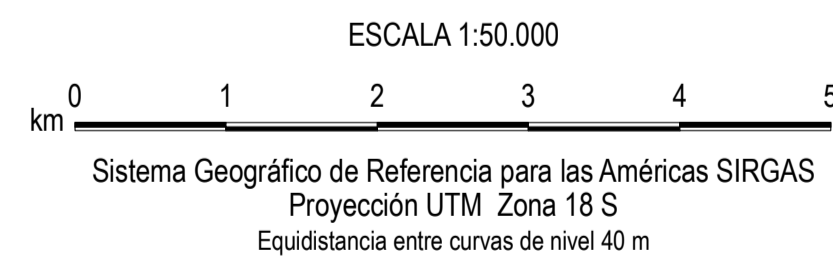 ESCALA 1:50.000
0 1 2 3 4 5
km
Sistema Geográfico de Referencia para las Américas SIRGAS
Proyección UTM Zona 18 S
Equidistancia entre curvas de nivel 40 m